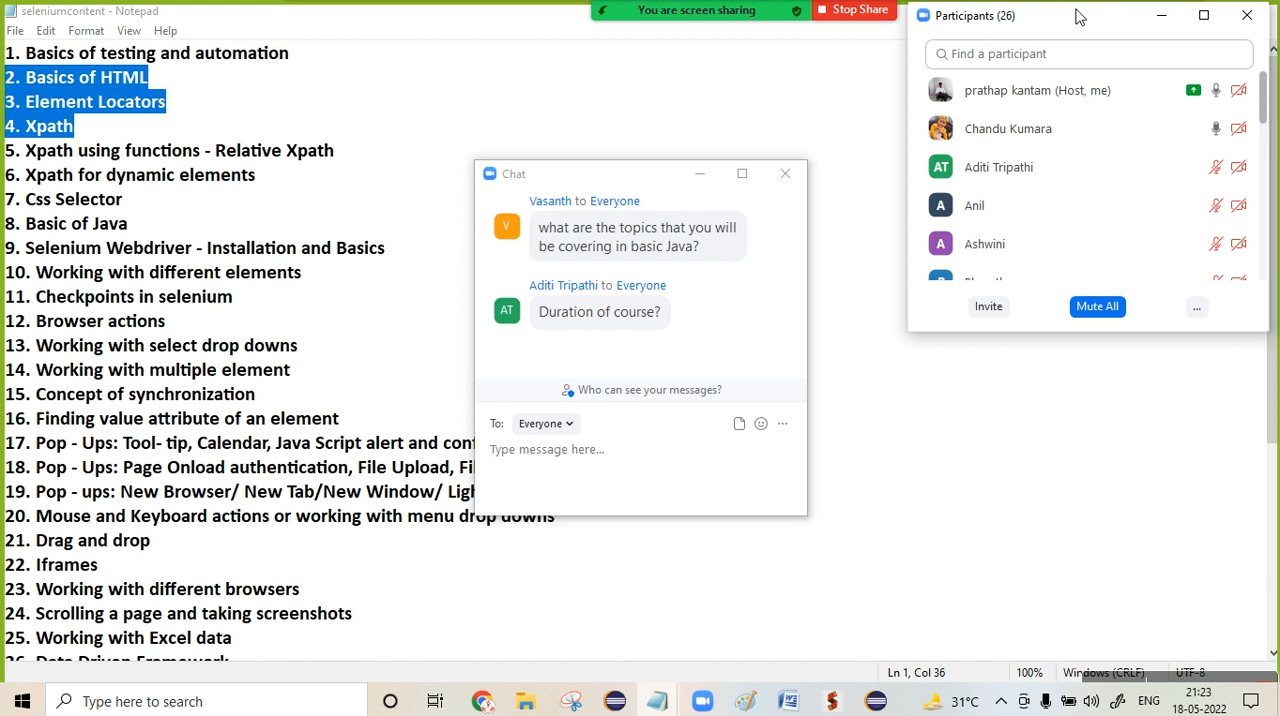 seleniumcontent - Notepad
File Edit Format View Help
1. Basics of testing and automation
2. Basics of HTML
3. Element Locators
4. Xpath
5. Xpath using functions - Relative Xpath
6. Xpath for dynamic elements
7. Css Selector
8. Basic of Java
9. Selenium Webdriver - Installation and Basics
10. Working with different elements
11. Checkpoints in selenium
12. Browser actions
13. Working with select drop downs
14. Working with multiple element
15. Concept of synchronization
16. Finding value attribute of an element
17. Pop - Ups: Tool- tip, Calendar, Java Script alert and
18. Pop - Ups: Page Onload authentication, File Upload,
19. Pop - ups: New Browser/ New Tab/New Window/
20. Mouse and Keyboard actions or working with menu drop downs
21. Drag and drop
22. Iframes
23. Working with different browsers
24. Scrolling a page and taking screenshots
25. Working with Excel data
You are screen sharing
Stop Share
Chat
Vasanth to Everyone
V
what are the topics that you will
be covering in basic Java?
Aditi Tripathi to Everyone
AT
Duration of course?
Who can see your messages?
To: Everyone
Type message here...
Participants (26)
Find a participant
prathap kantam (Host, me)
Chandu Kumara
AT Aditi Tripathi
A Anil
A Ashwini
Invite Mute All ...
Ln 1, Col 36 100% Windows (CRLF) UTF-8
Type here to search
31°C ENG
21:23
18-05-2022